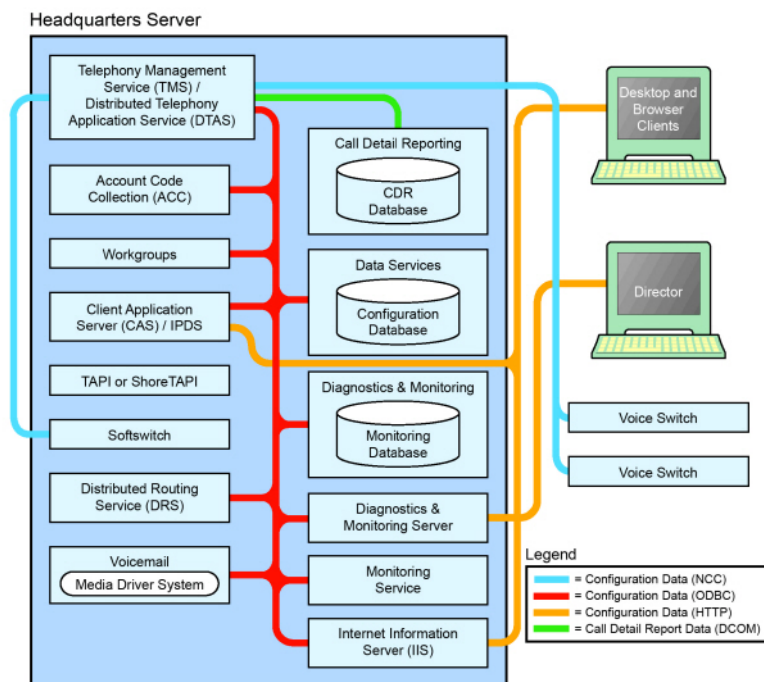 Headquarters Server
Telephony Management
Service (TMS) /
Distributed Telephony
Application Service (DTAS)
Account Code
Collection (ACC)
Workgroups
Client Application
Server (CAS) / IPDS
TAPI or ShoreTAPI
Softswitch
Distributed Routing
Service (DRS)
Voicemail
Media Driver System
Call Detail Reporting
CDR
Database
Data Services
Configuration
Database
Diagnostics & Monitoring
Monitoring
Database
Diagnostics &
Monitoring Server
Monitoring
Service
Internet Information
Server (IIS)
Desktop and
Browser
Clients
Director
Voice Switch
Voice Switch
Legend
= Configuration Data (NCC)
= Configuration Data (ODBC)
= Configuration Data (HTTP)
= Call Detail Report Data (DCOM)